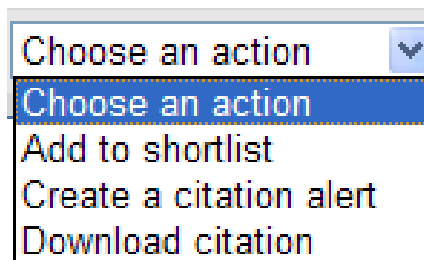 Choose an action
Choose an action
Add to shortlist
Create a citation alert
Download citation